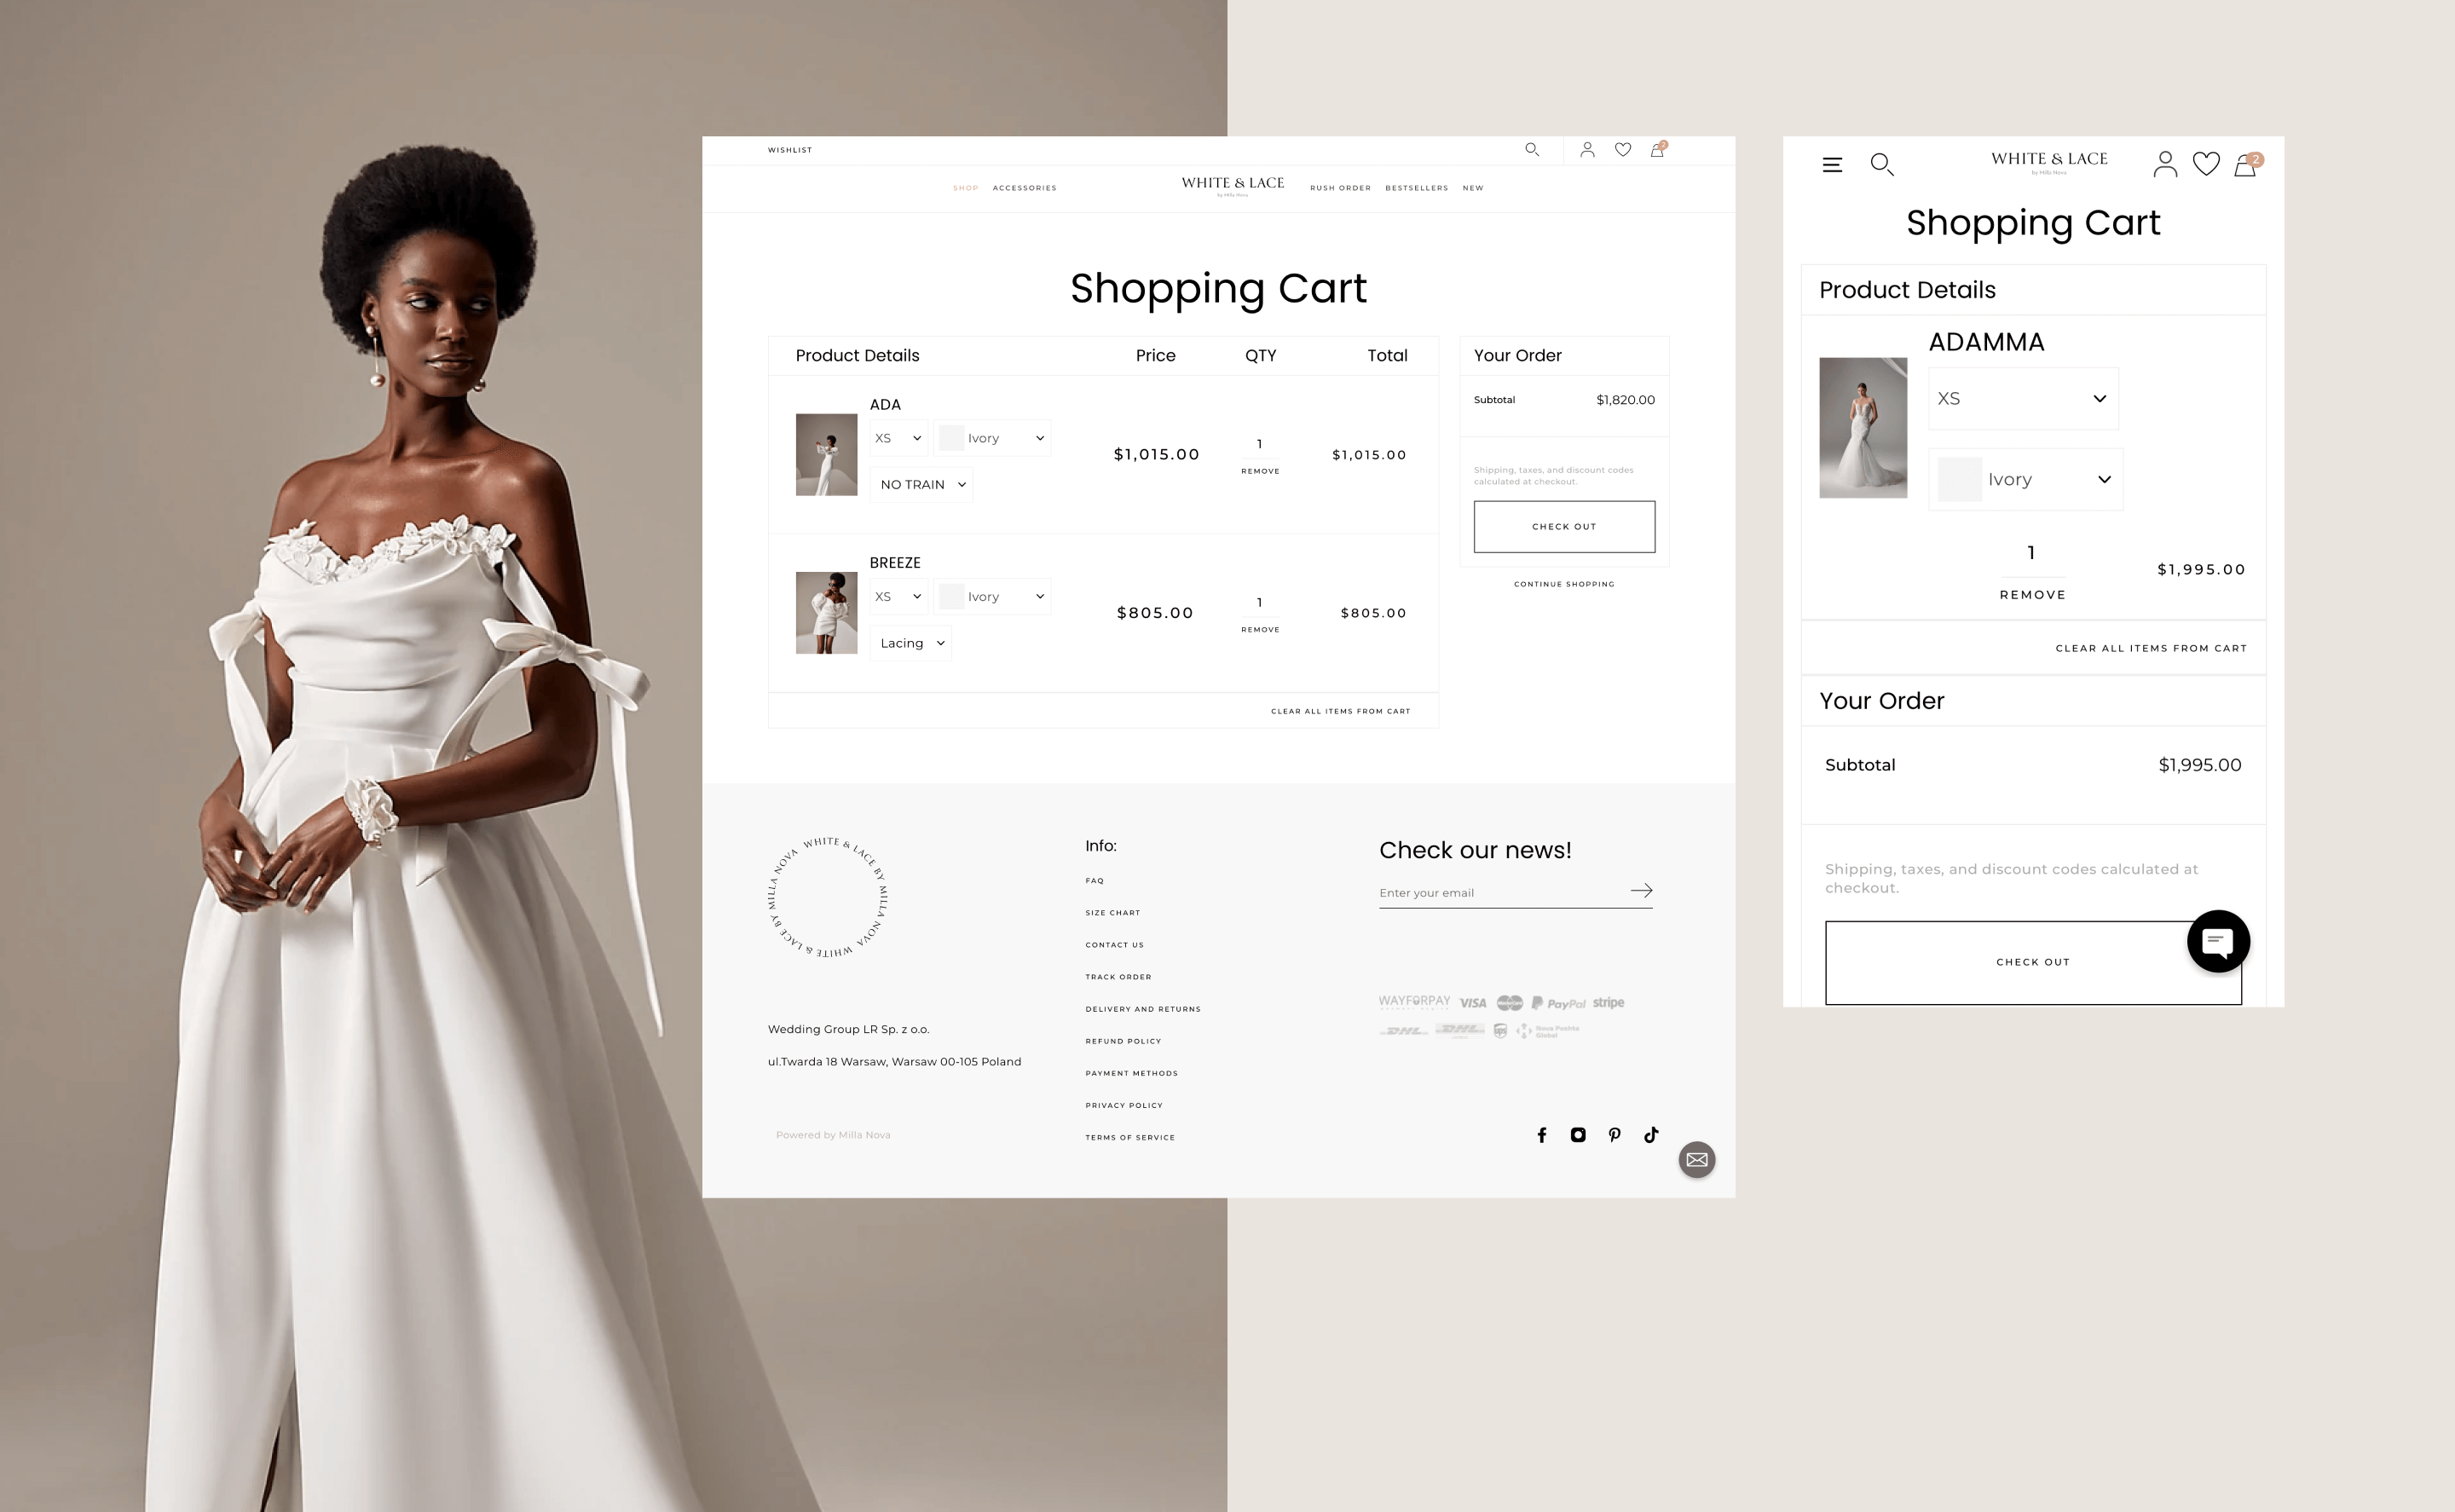 WISHLIST
2
SHOP ACCESSORIES WHITE & LACE RUSH ORDER BESTSELLERS NEW
by Milla Nova
Shopping Cart
Product Details Price QTY Total
ADA
XS Ivory
NO TRAIN
$1,015.00 1 $1,015.00
REMOVE
BREEZE
XS Ivory
Lacing
$805.00 1 $805.00
REMOVE
CLEAR ALL ITEMS FROM CART
Your Order
Subtotal $1,820.00
Shipping, taxes, and discount codes
calculated at checkout.
CHECK OUT
CONTINUE SHOPPING
WHITE & LACE BY MILLA NOVA WHITE & LACE BY MILLA NOVA
Wedding Group LR Sp. z o.o.
ul.Twarda 18 Warsaw, Warsaw 00-105 Poland
Powered by Milla Nova
Info:
FAQ
SIZE CHART
CONTACT US
TRACK ORDER
DELIVERY AND RETURNS
REFUND POLICY
PAYMENT METHODS
PRIVACY POLICY
TERMS OF SERVICE
Check our news!
Enter your email
WAYFORPAY VISA MasterCard PayPal stripe
DHL DHL ups Nova Poshta
Global
WHITE & LACE
by Milla Nova
2
Shopping Cart
Product Details
ADAMMA
XS
Ivory
1
$1,995.00
REMOVE
CLEAR ALL ITEMS FROM CART
Your Order
Subtotal $1,995.00
Shipping, taxes, and discount codes calculated at
checkout.
CHECK OUT